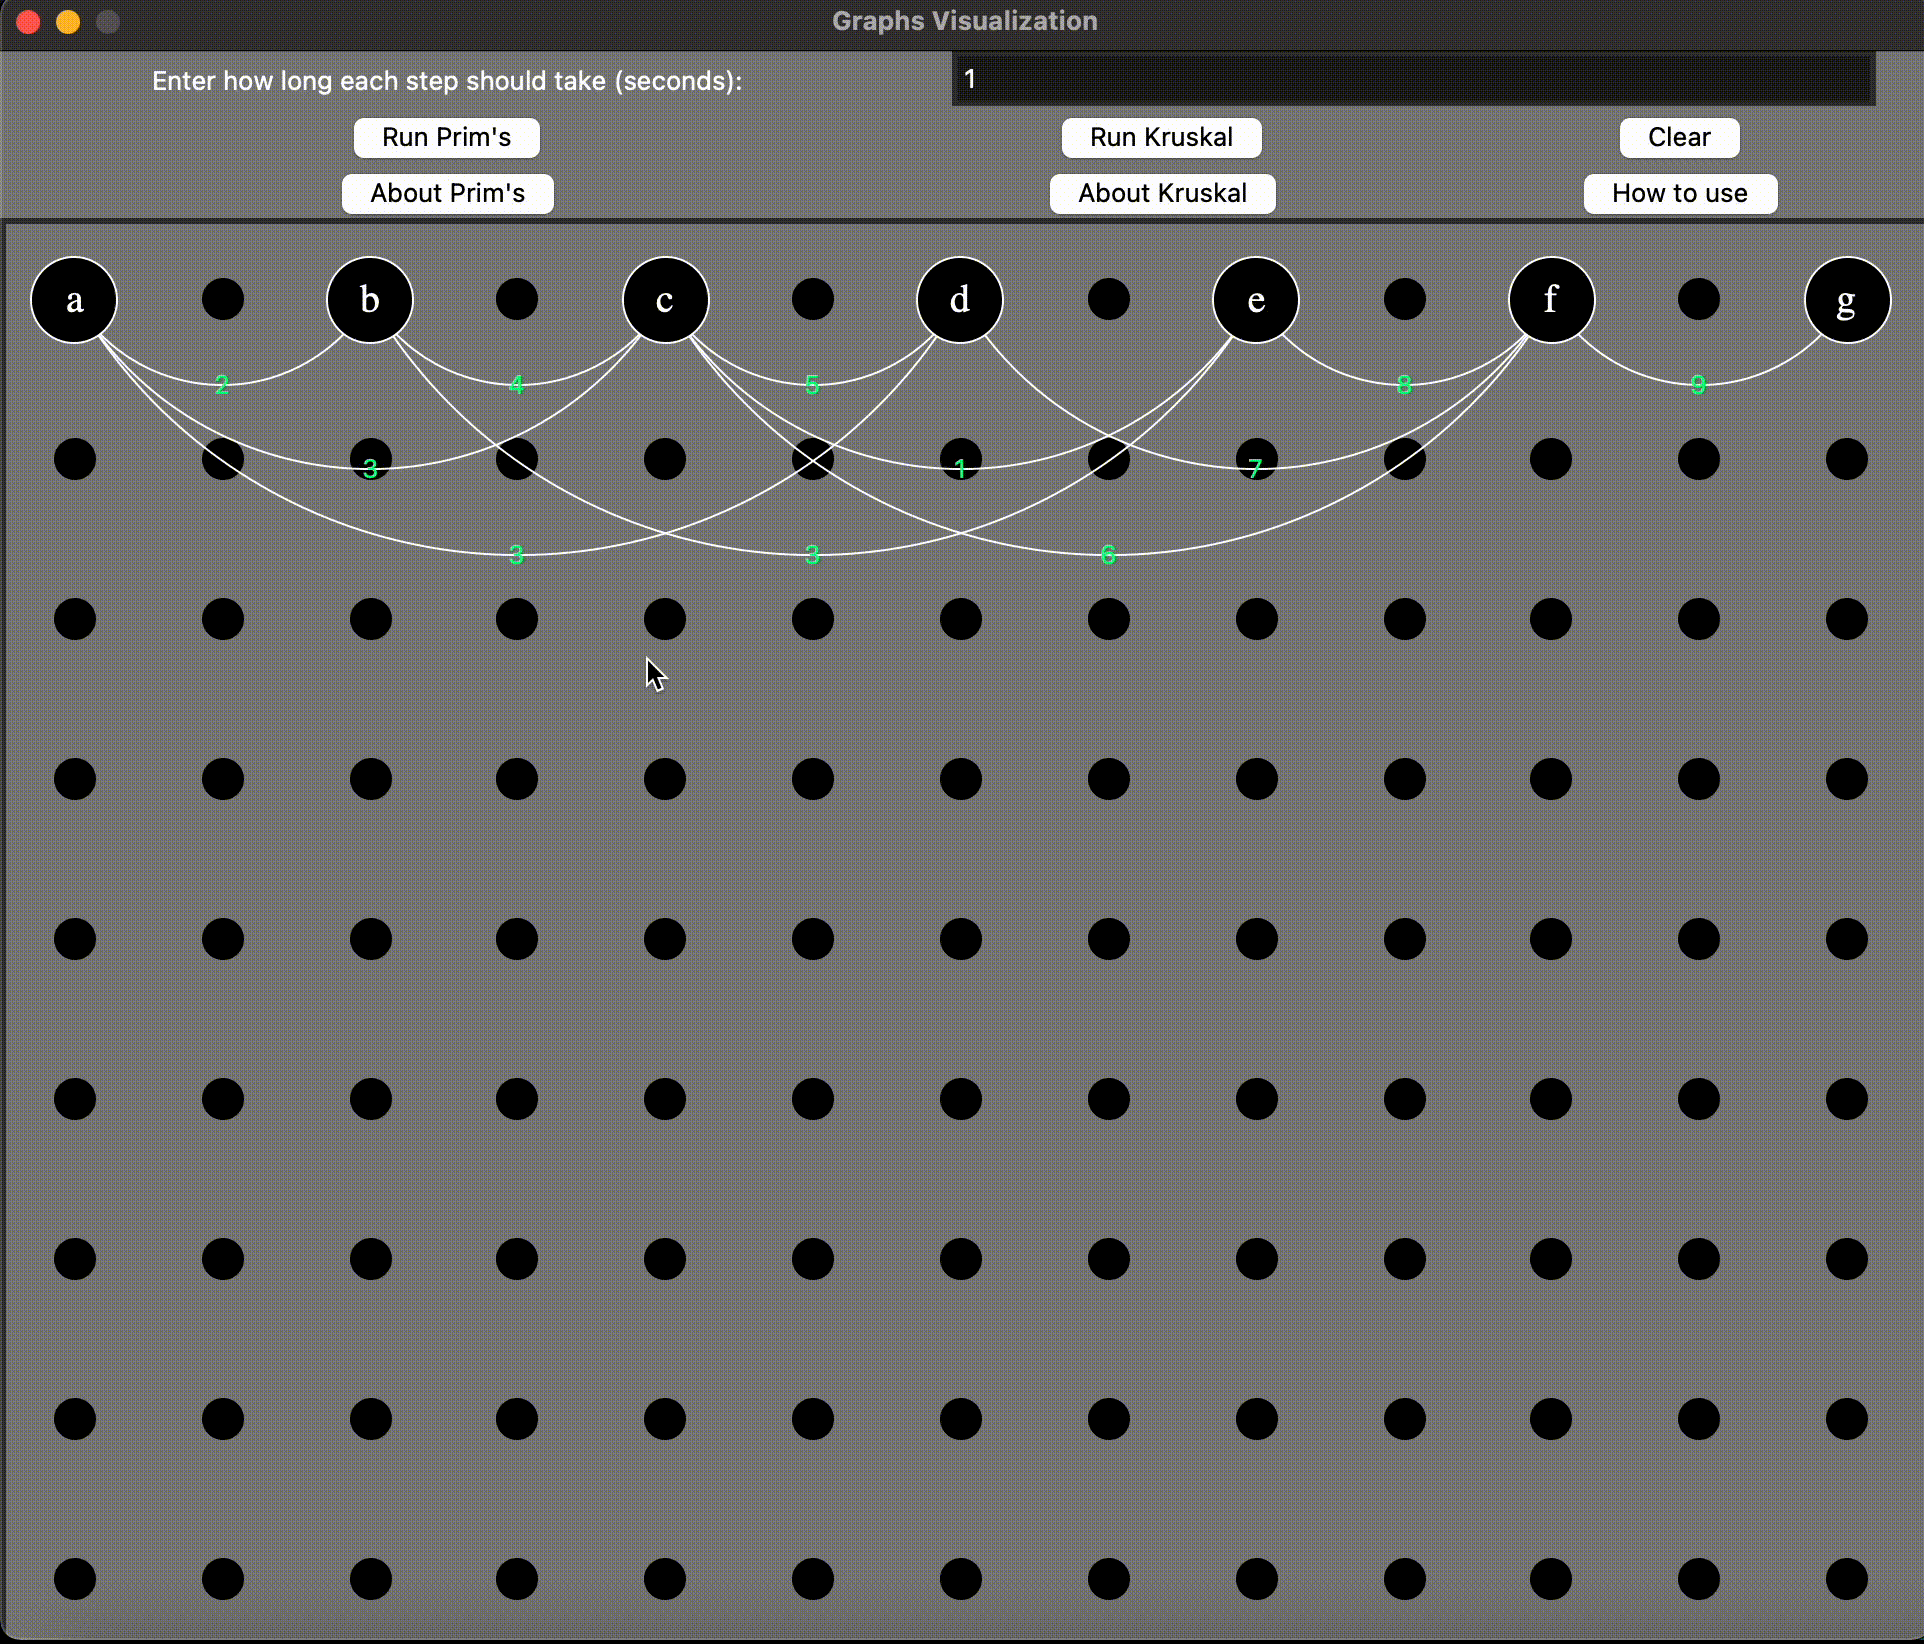 Graphs Visualization
Enter how long each step should take (seconds): 1
Run Prim's Run Kruskal Clear
About Prim's About Kruskal How to use
a b c d e f g
2 4 5 8 9
3 1 7
3 3 6